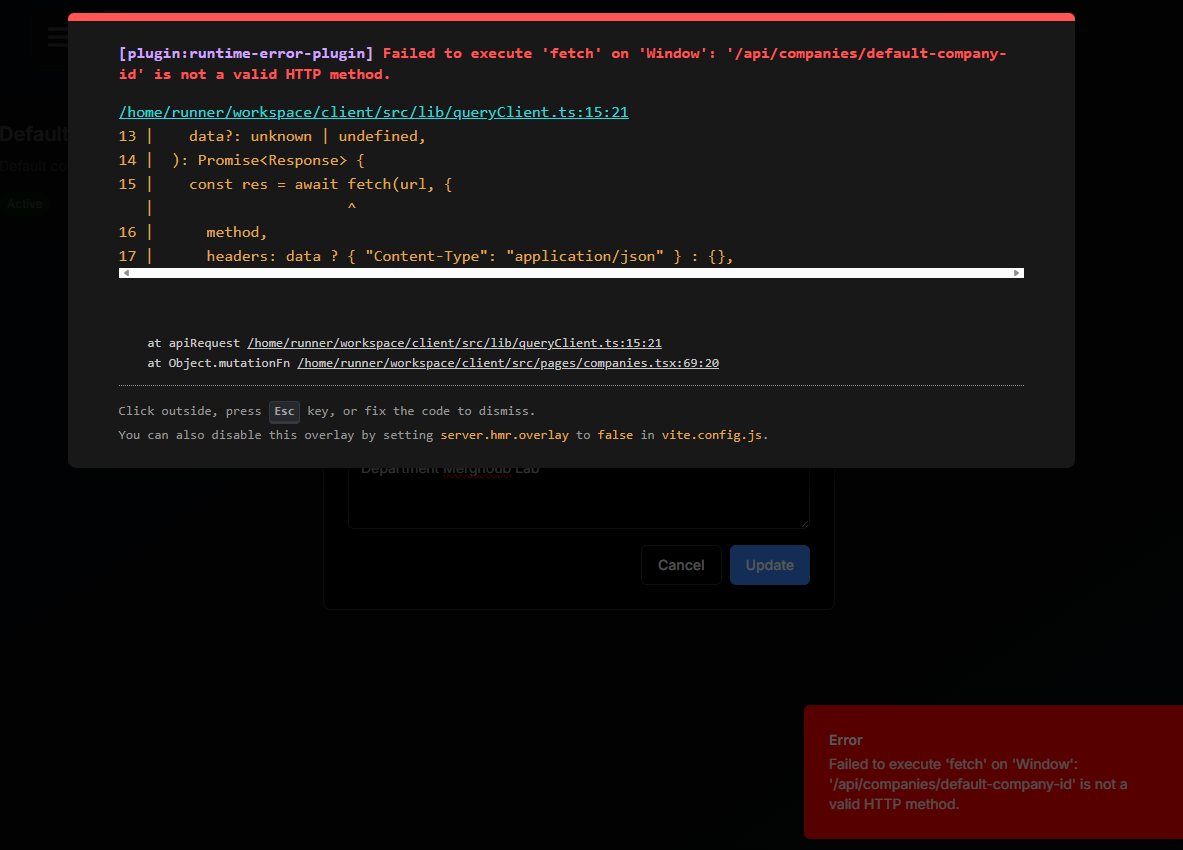 [plugin:runtime-error-plugin] Failed to execute 'fetch' on 'Window': '/api/companies/default-company-
id' is not a valid HTTP method.
/home/runner/workspace/client/src/lib/queryClient.ts:15:21
13 |    data?: unknown | undefined,
14 |  ): Promise<Response> {
15 |    const res = await fetch(url, {
   |                      ^
16 |      method,
17 |      headers: data ? { "Content-Type": "application/json" } : {},
at apiRequest /home/runner/workspace/client/src/lib/queryClient.ts:15:21
at Object.mutationFn /home/runner/workspace/client/src/pages/companies.tsx:69:20
Click outside, press Esc key, or fix the code to dismiss.
You can also disable this overlay by setting server.hmr.overlay to false in vite.config.js.
Default
Default co
Active
Department Merghoub Lab
Cancel
Update
Error
Failed to execute 'fetch' on 'Window':
'/api/companies/default-company-id' is not a
valid HTTP method.